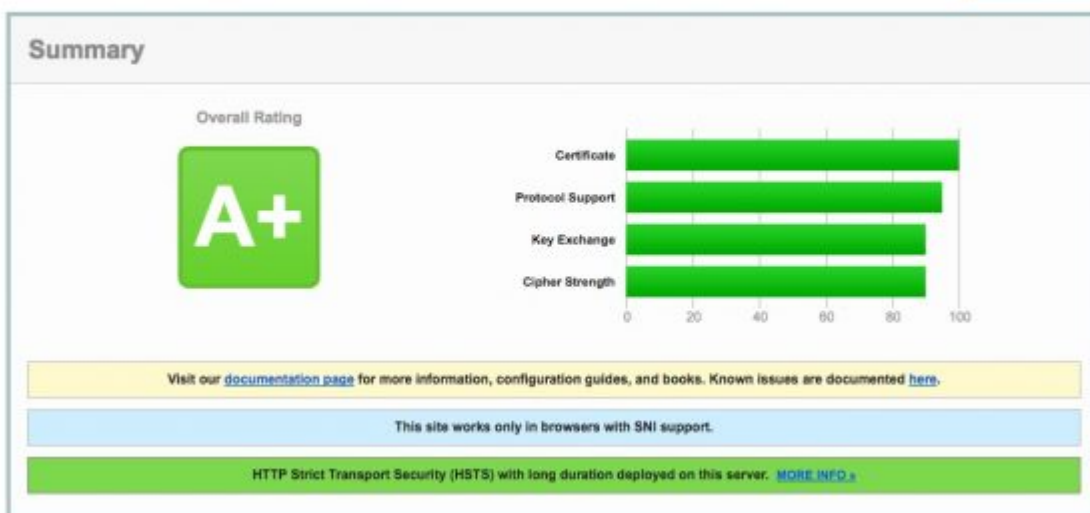 Summary
Overall Rating
A+
Certificate
Protocol Support
Key Exchange
Cipher Strength
0 20 40 60 80 100
Visit our documentation page for more information, configuration guides, and books. Known issues are documented here.
This site works only in browsers with SNI support.
HTTP Strict Transport Security (HSTS) with long duration deployed on this server. MORE INFO »